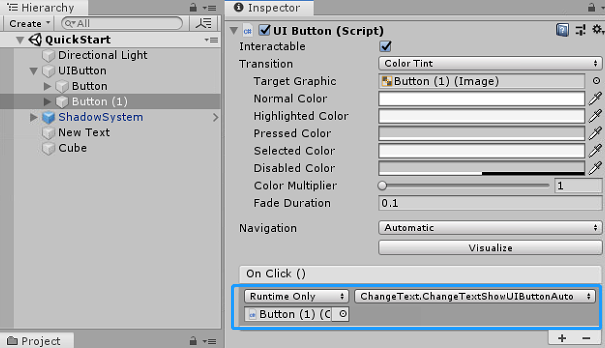 Hierarchy
Create
All
QuickStart
Directional Light
UIButton
Button
Button (1)
ShadowSystem
New Text
Cube
Project
Inspector
UI Button (Script)
Interactable
Transition
Color Tint
Target Graphic
Button (1) (Image)
Normal Color
Highlighted Color
Pressed Color
Selected Color
Disabled Color
Color Multiplier
1
Fade Duration
0.1
Navigation
Automatic
Visualize
On Click ()
Runtime Only
ChangeText.ChangeTextShowUIButtonAuto
Button (1) (C